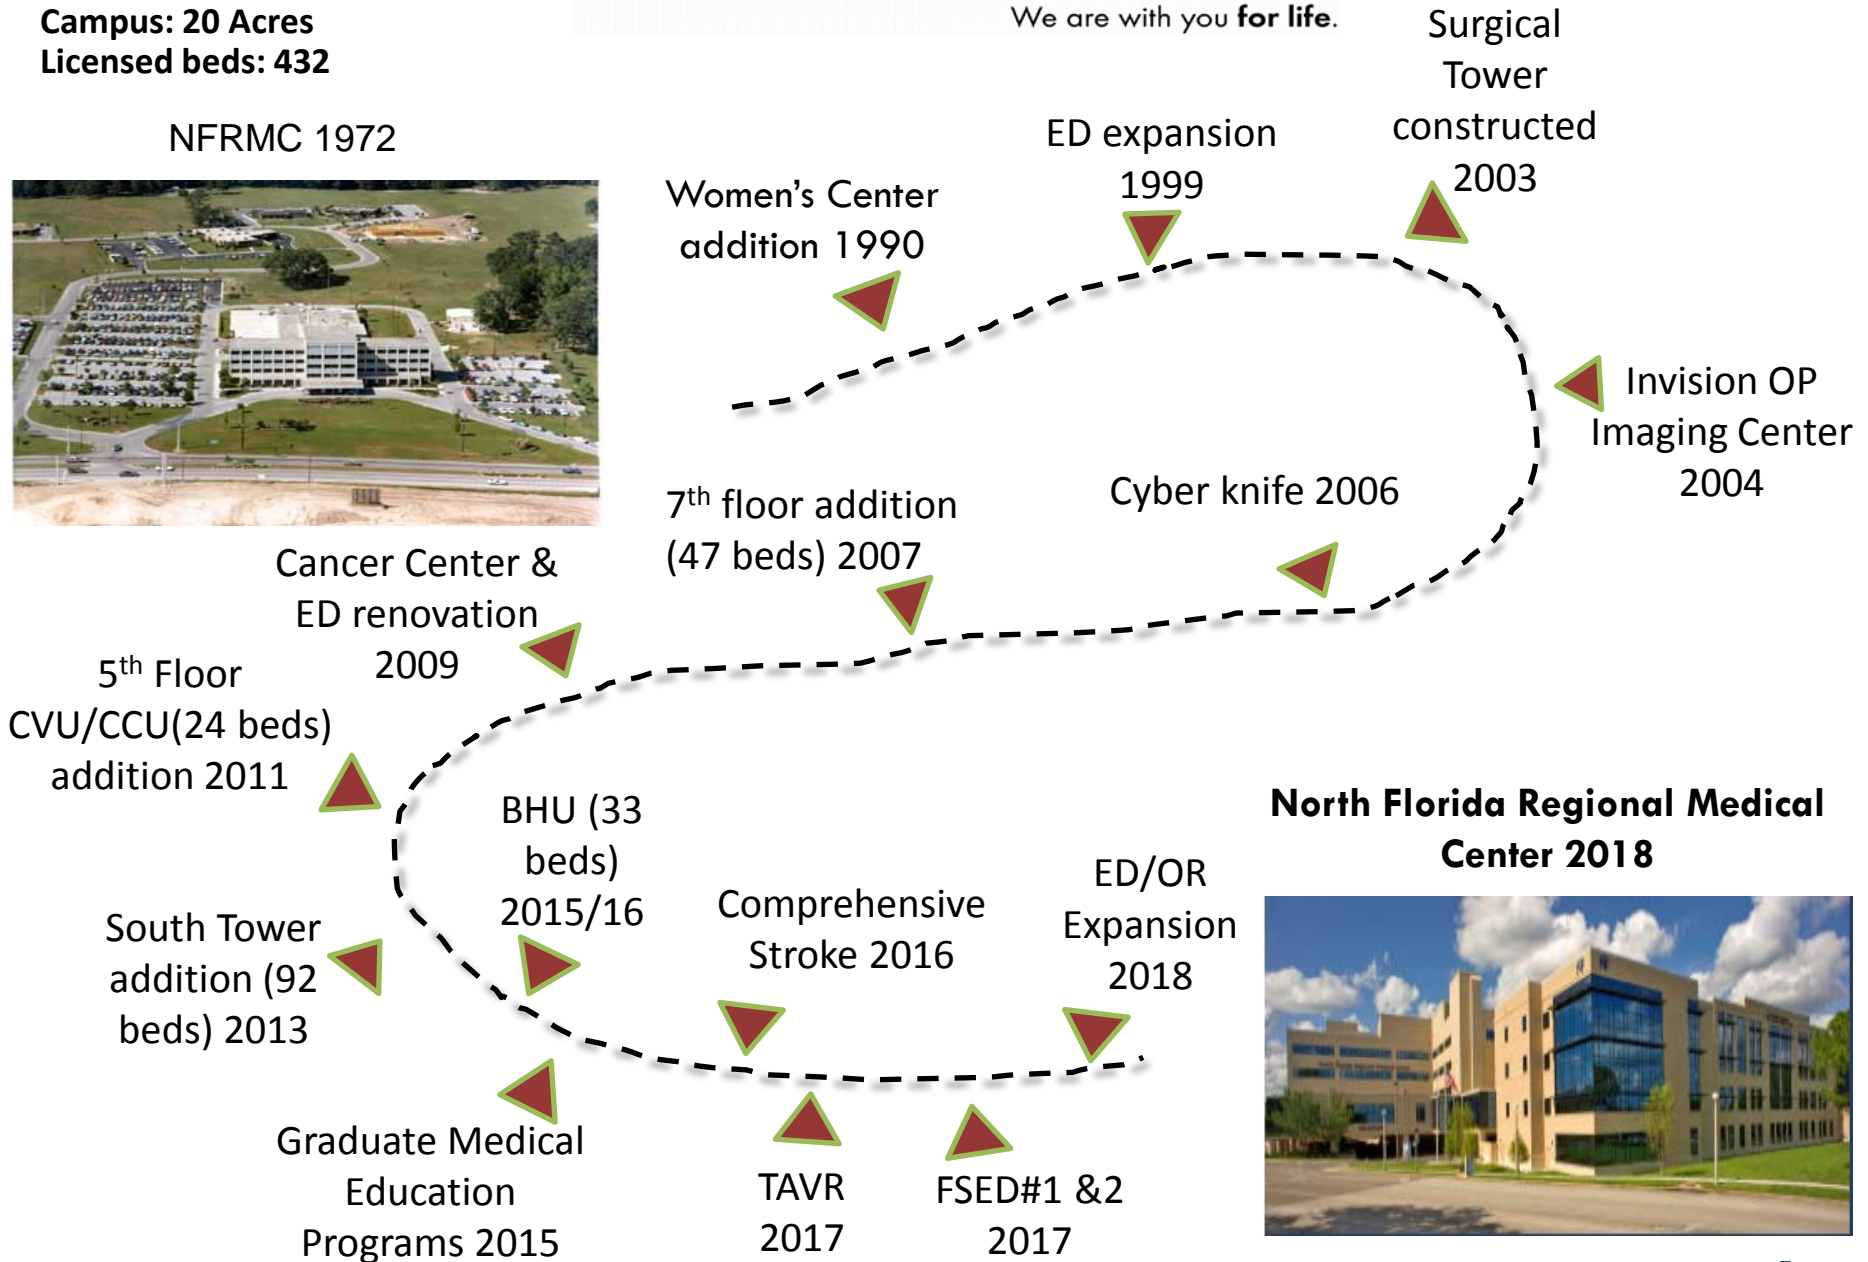 Campus: 20 Acres
Licensed beds: 432
We are with you for life.
NFRMC 1972
Women's Center
addition 1990
ED expansion
1999
Surgical
Tower
constructed
2003
Invision OP
Imaging Center
2004
Cyber knife 2006
7th floor addition
(47 beds) 2007
Cancer Center &
ED renovation
2009
5th Floor
CVU/CCU(24 beds)
addition 2011
South Tower
addition (92
beds) 2013
Graduate Medical
Education
Programs 2015
BHU (33
beds)
2015/16
Comprehensive
Stroke 2016
TAVR
2017
FSED#1 &2
2017
ED/OR
Expansion
2018
North Florida Regional Medical
Center 2018